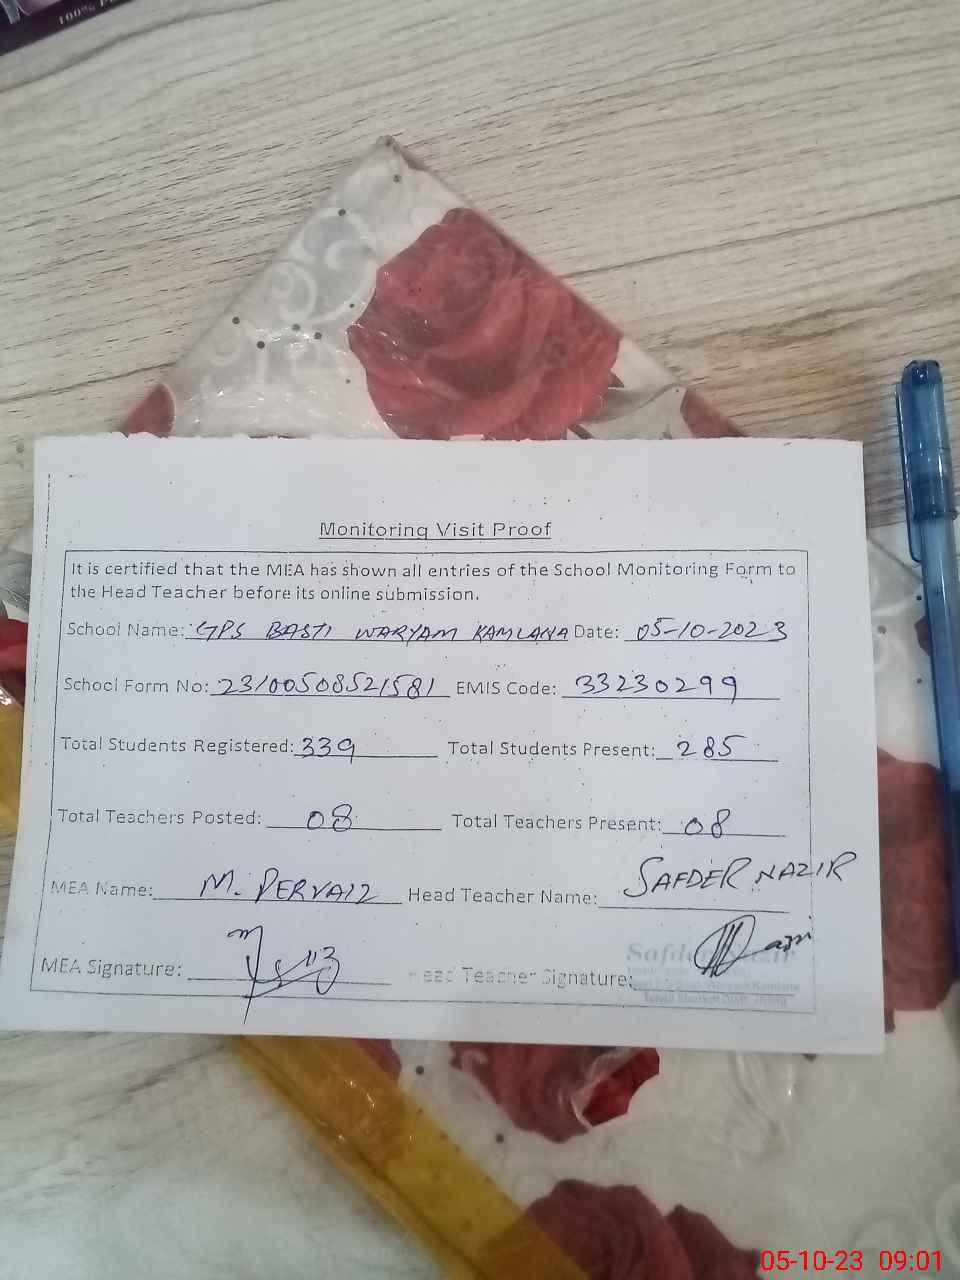 100%
Monitoring Visit Proof
It is certified that the MEA has shown all entries of the School Monitoring Form to
the Head Teacher before its online submission.
School Name: GPS BASTI WARYAM KAMLANA Date: 05-10-2023
School Form No: 23100508521581 EMIS Code: 33230299
Total Students Registered: 339 Total Students Present: 285
Total Teachers Posted: 08 Total Teachers Present: 08
MEA Name: M. PERVAIZ Head Teacher Name: SAFDER NAZIR
MEA Signature: Head Teacher Signature:
Safder Nazir
05-10-23 09:01